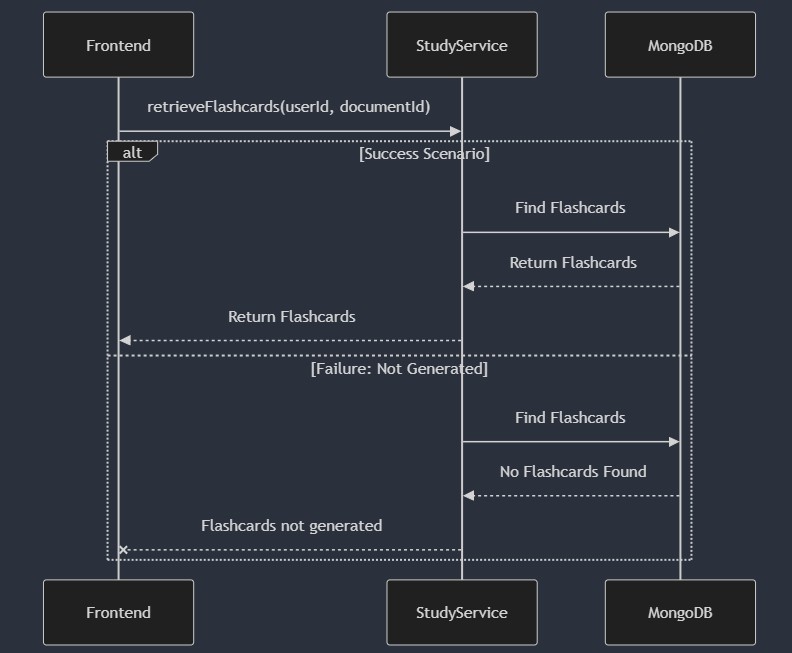 Frontend
StudyService
MongoDB
retrieveFlashcards(userId, documentId)
alt
[Success Scenario]
Find Flashcards
Return Flashcards
Return Flashcards
[Failure: Not Generated]
Find Flashcards
No Flashcards Found
Flashcards not generated
Frontend
StudyService
MongoDB